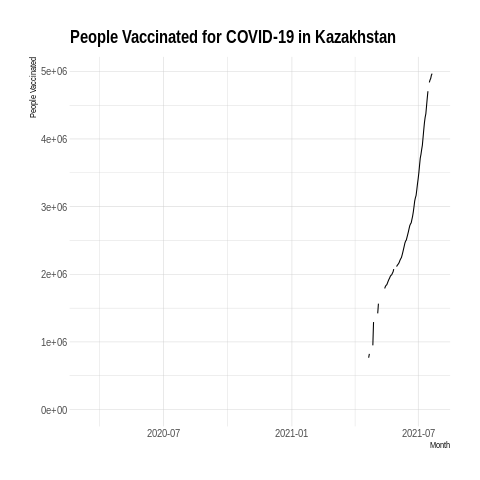 People Vaccinated for COVID-19 in Kazakhstan
People Vaccinated
5e+06
4e+06
3e+06
2e+06
1e+06
0e+00
2020-07
2021-01
2021-07
Month